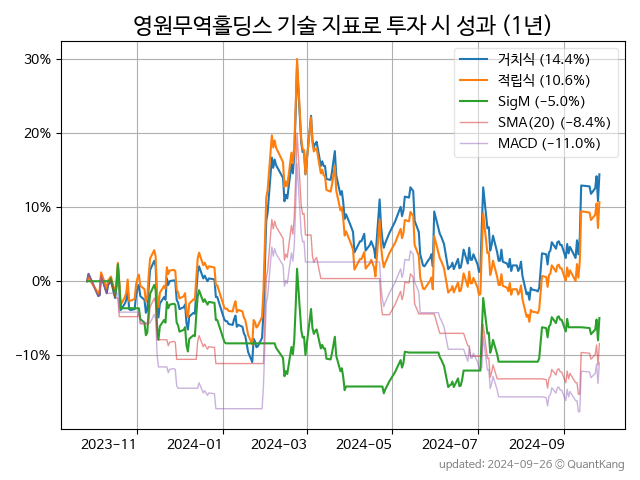 영원무역홀딩스 기술 지표로 투자 시 성과 (1년)
30%
20%
10%
0%
−10%
거치식 (14.4%)
적립식 (10.6%)
SigM (−5.0%)
SMA(20) (−8.4%)
MACD (−11.0%)
2023-11
2024-01
2024-03
2024-05
2024-07
2024-09
updated: 2024-09-26 © QuantKang